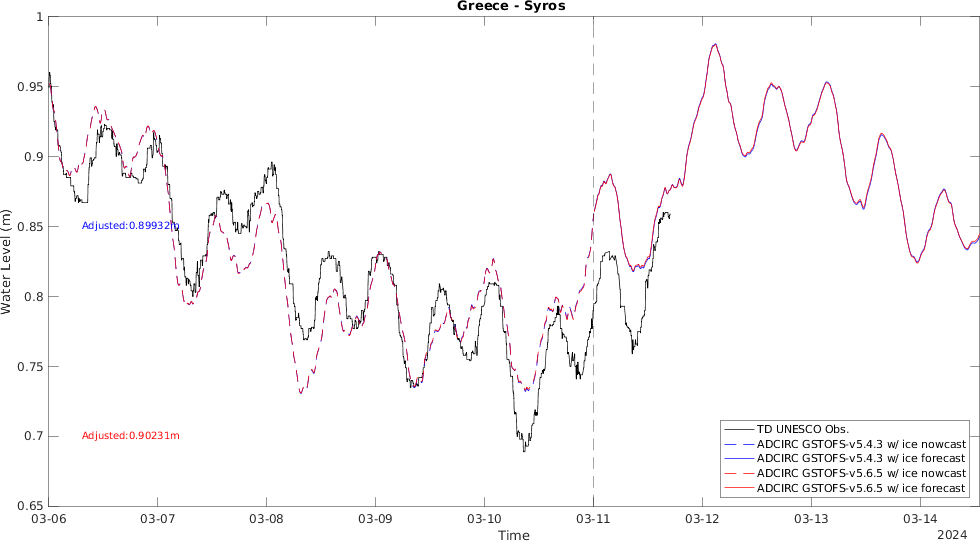 Greece - Syros
1
0.95
0.9
0.85
0.8
0.75
0.7
0.65
Water Level (m)
Adjusted:0.89932m
Adjusted:0.90231m
TD UNESCO Obs.
ADCIRC GSTOFS-v5.4.3 w/ ice nowcast
ADCIRC GSTOFS-v5.4.3 w/ ice forecast
ADCIRC GSTOFS-v5.6.5 w/ ice nowcast
ADCIRC GSTOFS-v5.6.5 w/ ice forecast
03-06 03-07 03-08 03-09 03-10 03-11 03-12 03-13 03-14
Time
2024